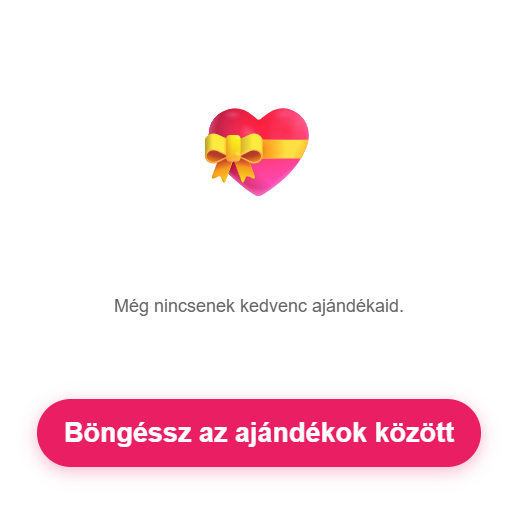 Még nincsenek kedvenc ajándékaid.
Böngéssz az ajándékok között